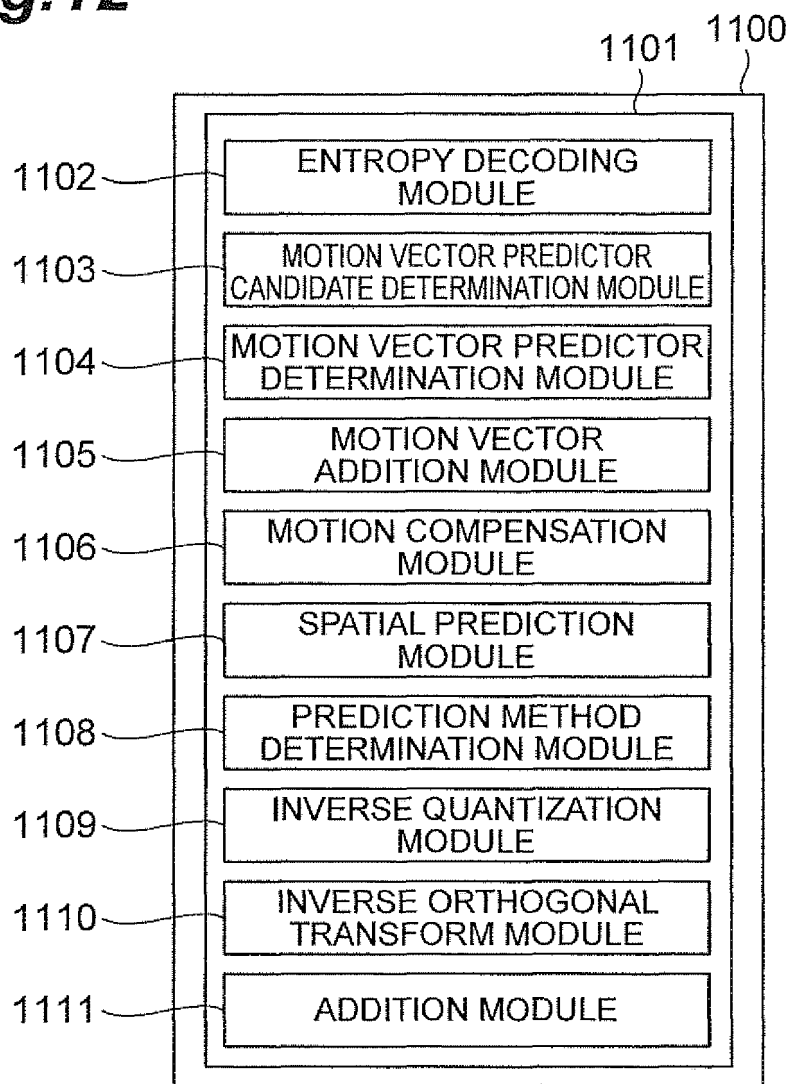 1100
1101
1102
ENTROPY DECODING
MODULE
1103
MOTION VECTOR PREDICTOR
CANDIDATE DETERMINATION MODULE
1104
MOTION VECTOR PREDICTOR
DETERMINATION MODULE
1105
MOTION VECTOR
ADDITION MODULE
1106
MOTION COMPENSATION
MODULE
1107
SPATIAL PREDICTION
MODULE
1108
PREDICTION METHOD
DETERMINATION MODULE
1109
INVERSE QUANTIZATION
MODULE
1110
INVERSE ORTHOGONAL
TRANSFORM MODULE
1111
ADDITION MODULE